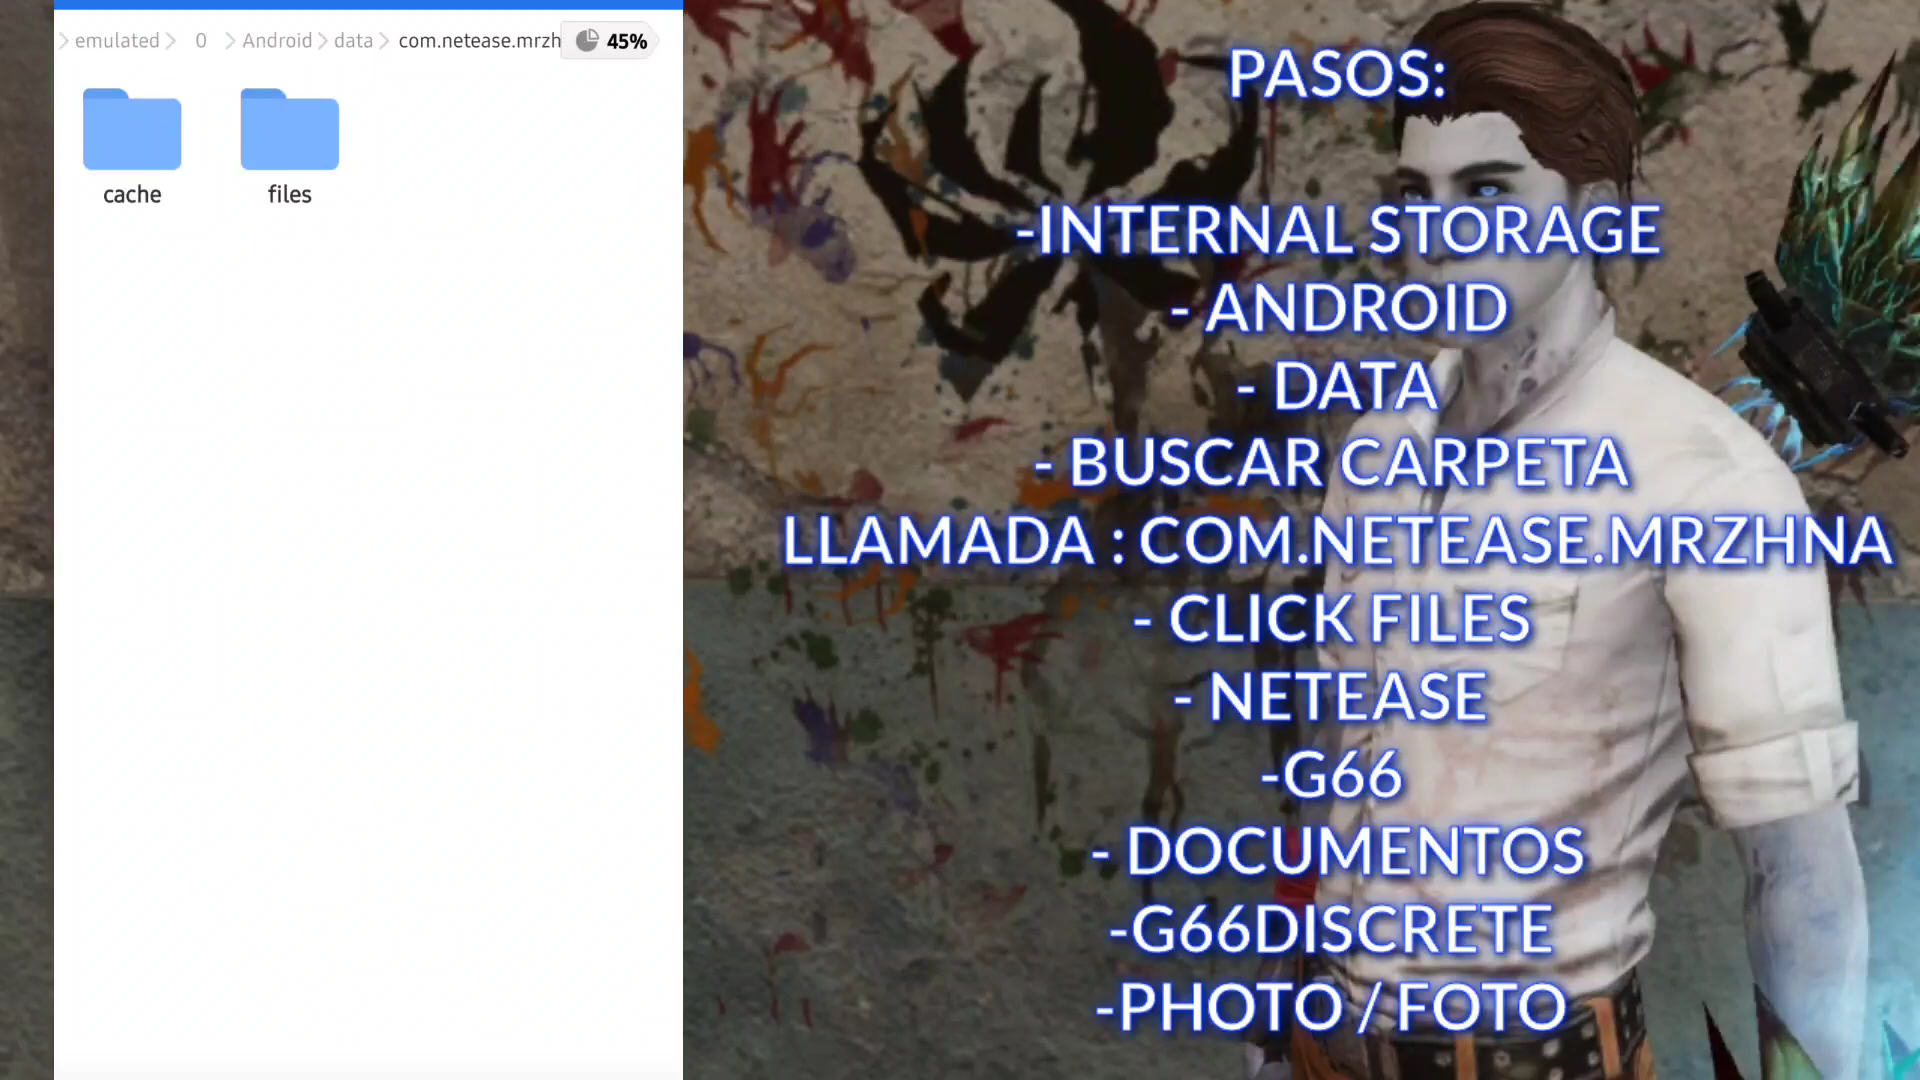 emulated 0 Android data com.netease.mrzh 45%
cache files
PASOS:
-INTERNAL STORAGE
- ANDROID
- DATA
- BUSCAR CARPETA
LLAMADA : COM.NETEASE.MRZHNA
- CLICK FILES
- NETEASE
-G66
- DOCUMENTOS
-G66DISCRETE
-PHOTO / FOTO